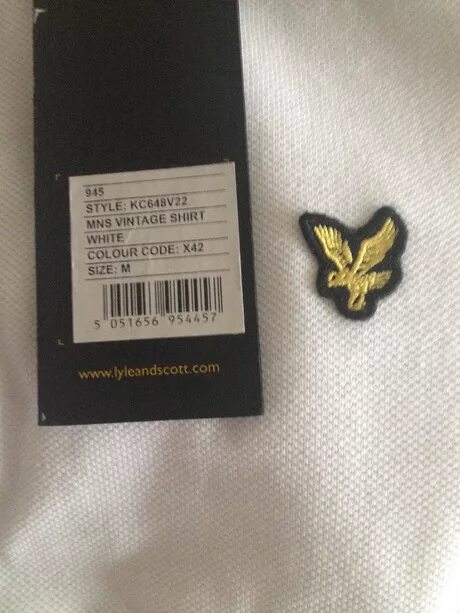 945
STYLE: KC648V22
MNS VINTAGE SHIRT
WHITE
COLOUR CODE: X42
SIZE: M
5 051656 954457
www.lyleandscott.com